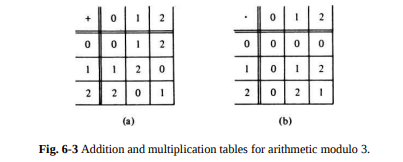 + 0 1 2 · 0 1 2
0 0 1 2 0 0 0 0
1 1 2 0 1 0 1 2
2 2 0 1 2 0 2 1
(a) (b)
Fig. 6-3 Addition and multiplication tables for arithmetic modulo 3.